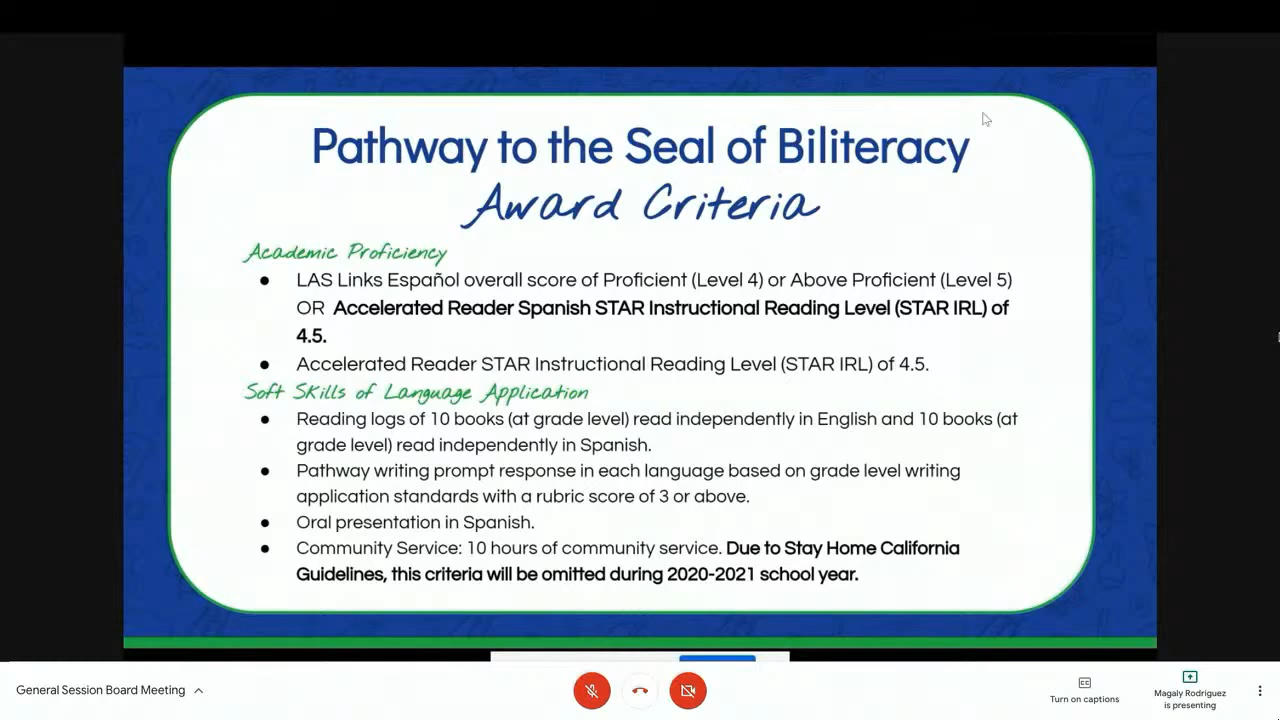 Pathway to the Seal of Biliteracy
Award Criteria
Academic Proficiency
● LAS Links Español overall score of Proficient (Level 4) or Above Proficient (Level 5)
OR Accelerated Reader Spanish STAR Instructional Reading Level (STAR IRL) of
4.5.
● Accelerated Reader STAR Instructional Reading Level (STAR IRL) of 4.5.
Soft Skills of Language Application
● Reading logs of 10 books (at grade level) read independently in English and 10 books (at
grade level) read independently in Spanish.
● Pathway writing prompt response in each language based on grade level writing
application standards with a rubric score of 3 or above.
● Oral presentation in Spanish.
● Community Service: 10 hours of community service. Due to Stay Home California
Guidelines, this criteria will be omitted during 2020-2021 school year.
General Session Board Meeting
CC
Turn on captions
Magaly Rodriguez
is presenting